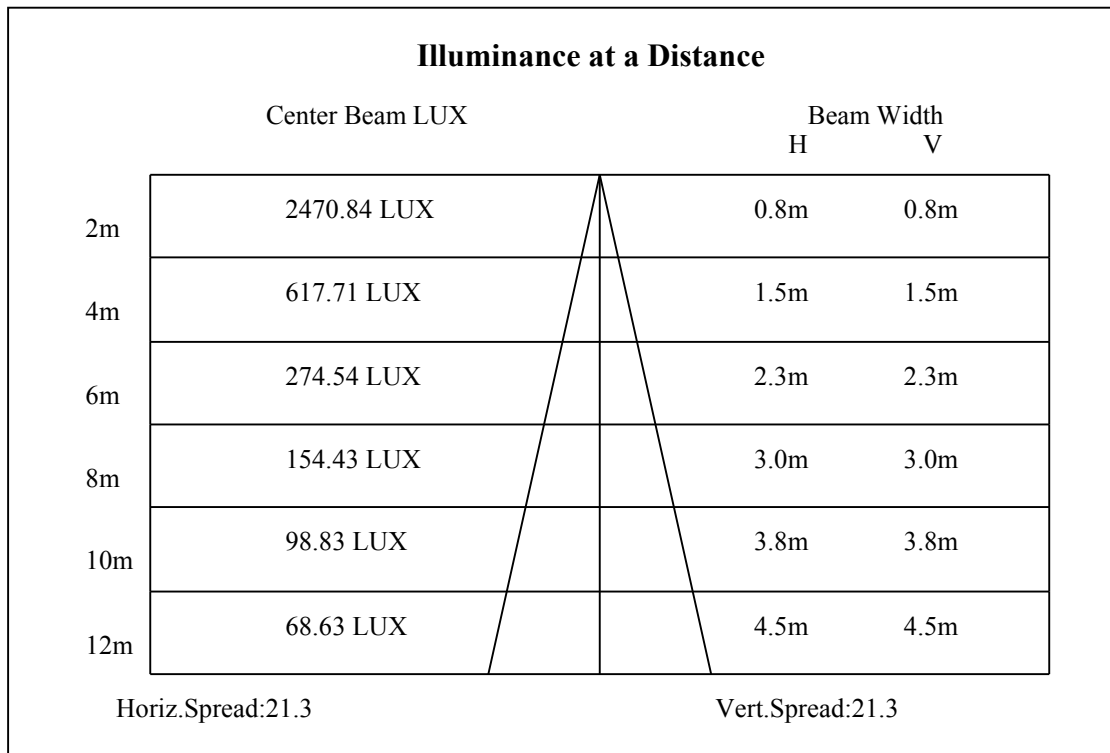 Illuminance at a Distance
Center Beam LUX Beam Width
H V
2m 2470.84 LUX 0.8m 0.8m
4m 617.71 LUX 1.5m 1.5m
6m 274.54 LUX 2.3m 2.3m
8m 154.43 LUX 3.0m 3.0m
10m 98.83 LUX 3.8m 3.8m
12m 68.63 LUX 4.5m 4.5m
Horiz.Spread:21.3 Vert.Spread:21.3